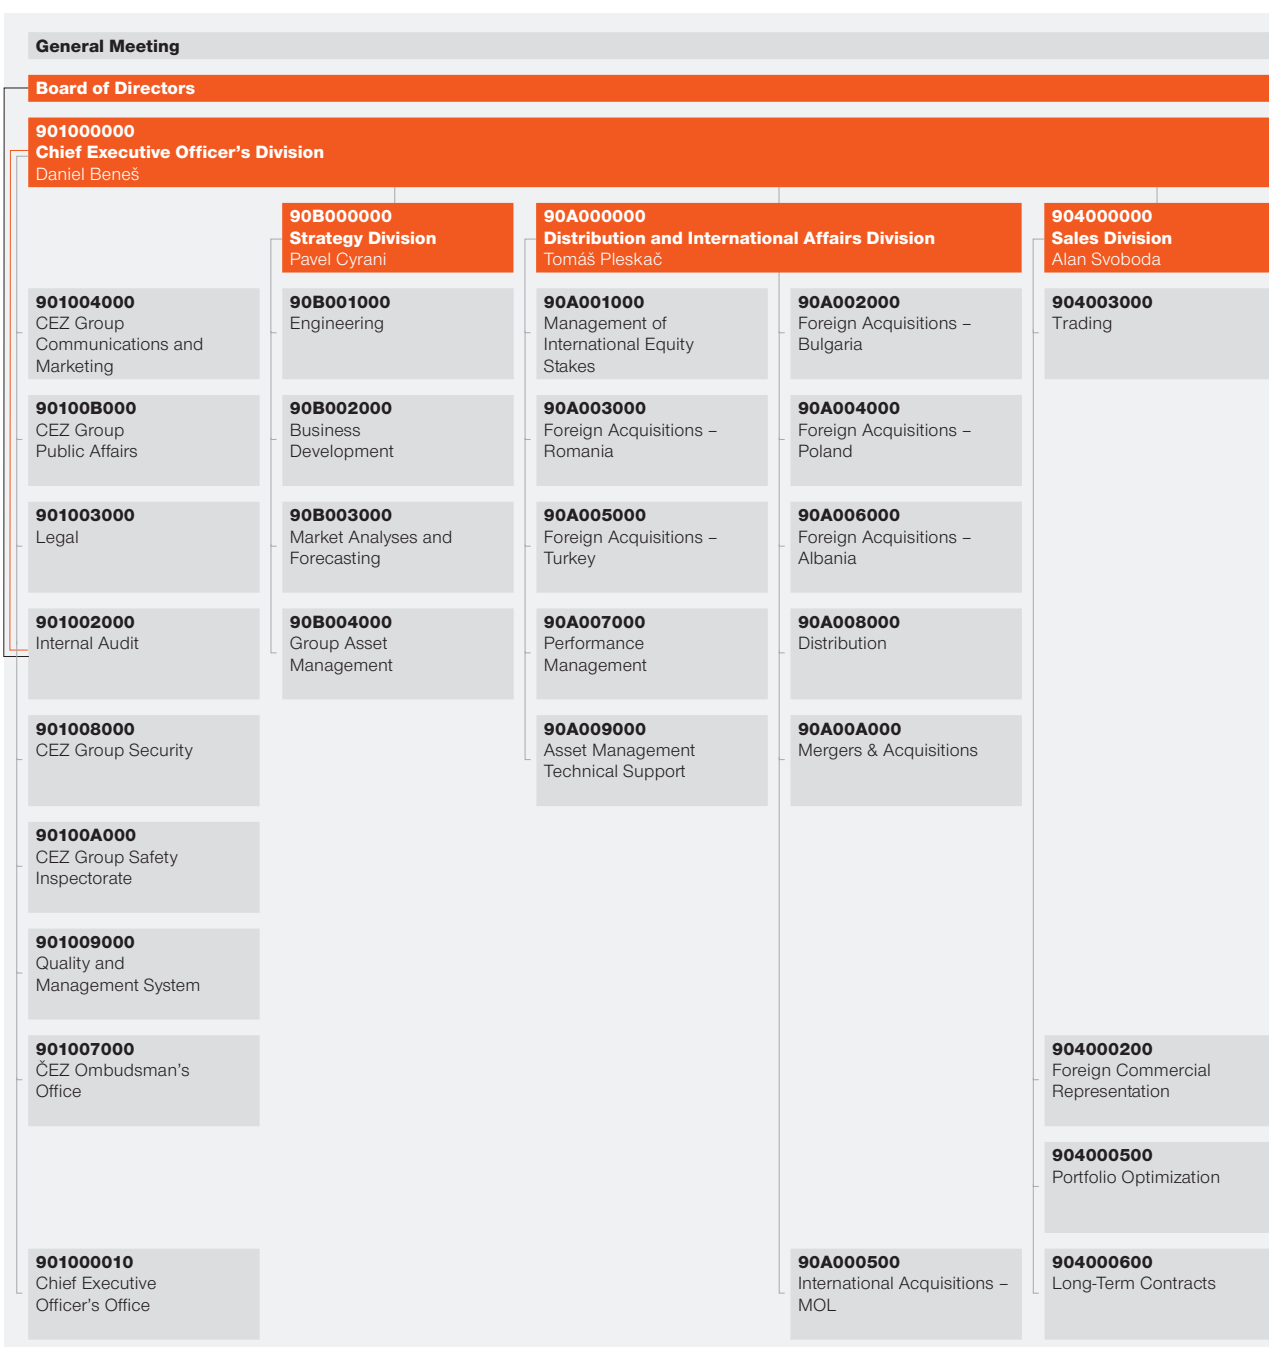 General Meeting
Board of Directors
901000000
Chief Executive Officer's Division
Daniel Beneš
90B000000
Strategy Division
Pavel Cyrani
90A000000
Distribution and International Affairs Division
Tomáš Pleskač
904000000
Sales Division
Alan Svoboda
901004000
CEZ Group
Communications and
Marketing
90B001000
Engineering
90A001000
Management of
International Equity
Stakes
90A002000
Foreign Acquisitions –
Bulgaria
904003000
Trading
90100B000
CEZ Group
Public Affairs
90B002000
Business
Development
90A003000
Foreign Acquisitions –
Romania
90A004000
Foreign Acquisitions –
Poland
901003000
Legal
90B003000
Market Analyses and
Forecasting
90A005000
Foreign Acquisitions –
Turkey
90A006000
Foreign Acquisitions –
Albania
901002000
Internal Audit
90B004000
Group Asset
Management
90A007000
Performance
Management
90A008000
Distribution
901008000
CEZ Group Security
90A009000
Asset Management
Technical Support
90A00A000
Mergers & Acquisitions
90100A000
CEZ Group Safety
Inspectorate
901009000
Quality and
Management System
901007000
ČEZ Ombudsman's
Office
904000200
Foreign Commercial
Representation
904000500
Portfolio Optimization
901000010
Chief Executive
Officer's Office
90A000500
International Acquisitions –
MOL
904000600
Long-Term Contracts